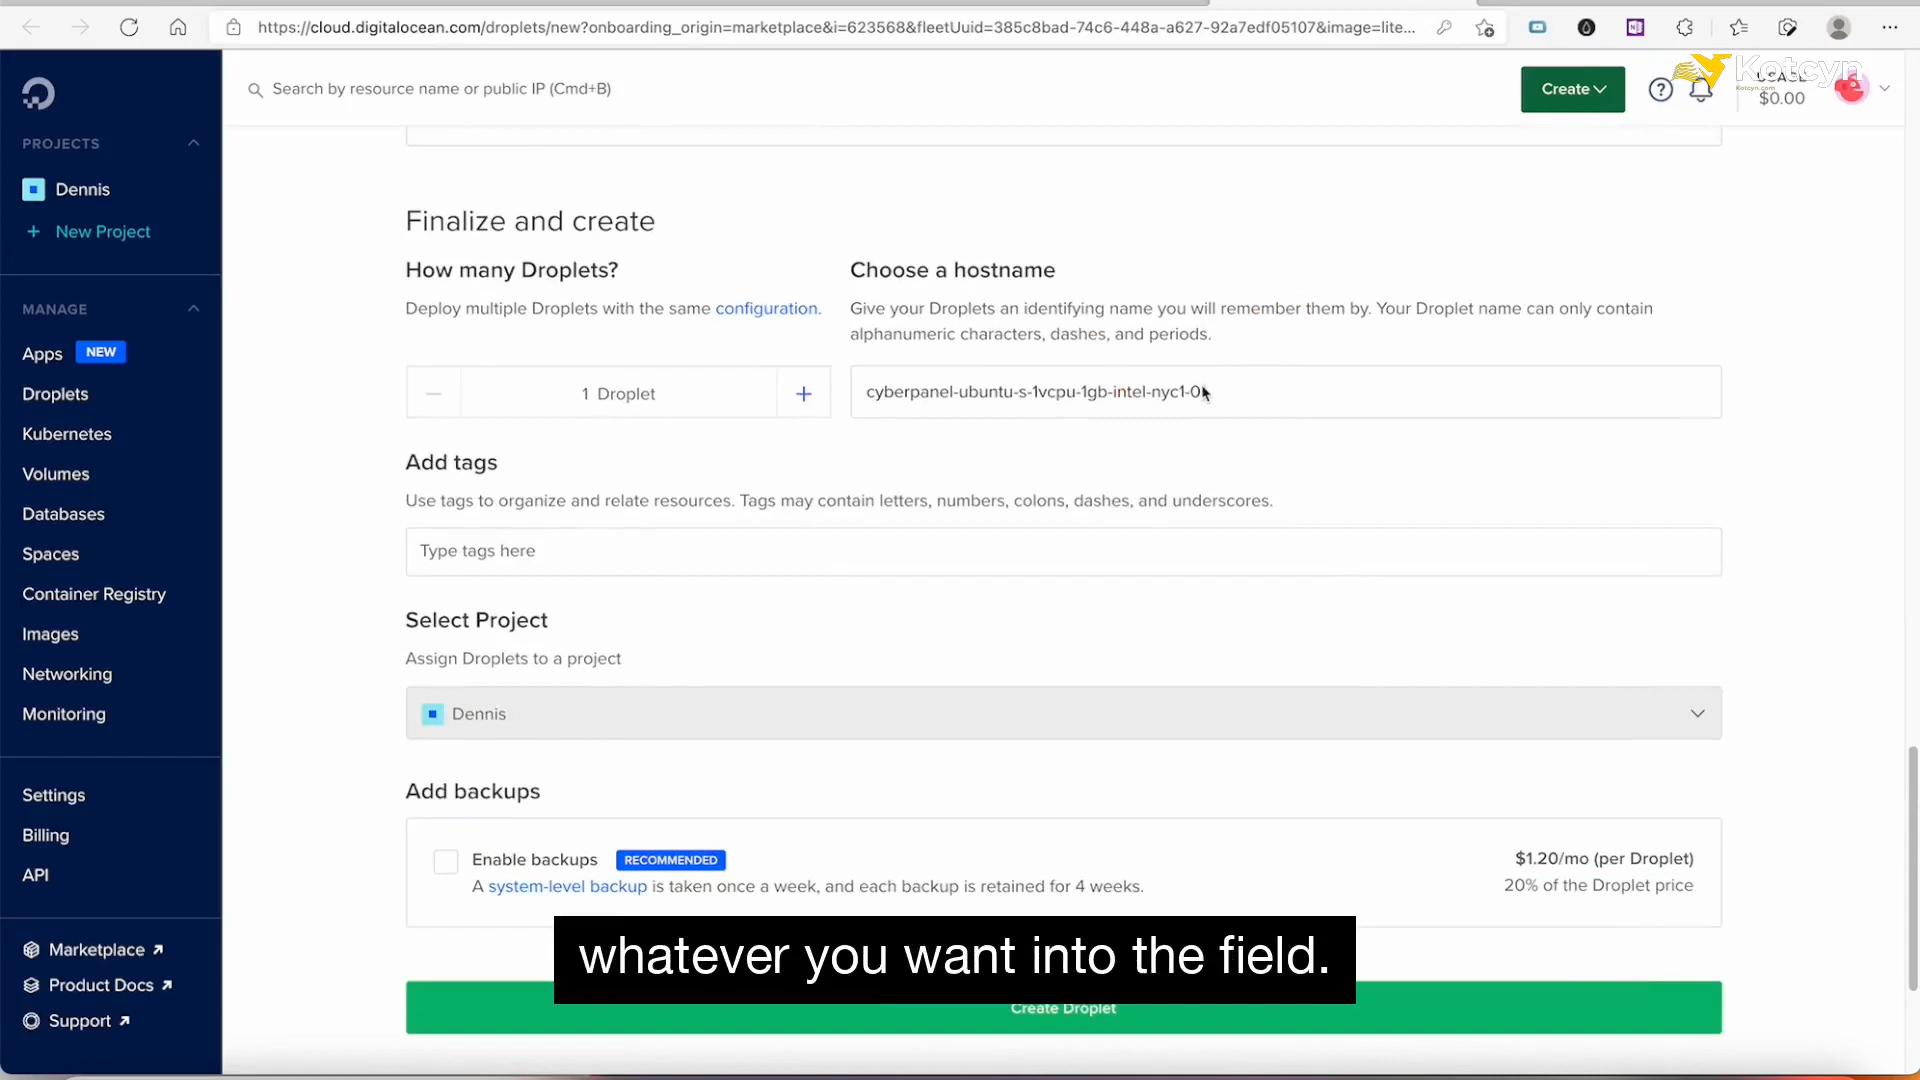 https://cloud.digitalocean.com/droplets/new?onboarding_origin=marketplace&i=623568&fleetUuid=385c8bad-74c6-448a-a627-92a7edf05107&image=lite...
Search by resource name or public IP (Cmd+B)
Create
Kotcyn
Kotcyn.com
USAGE
$0.00
PROJECTS
Dennis
+ New Project
MANAGE
Apps NEW
Droplets
Kubernetes
Volumes
Databases
Spaces
Container Registry
Images
Networking
Monitoring
Settings
Billing
API
Marketplace
Product Docs
Support
Finalize and create
How many Droplets?
Deploy multiple Droplets with the same configuration.
1 Droplet
Choose a hostname
Give your Droplets an identifying name you will remember them by. Your Droplet name can only contain
alphanumeric characters, dashes, and periods.
cyberpanel-ubuntu-s-1vcpu-1gb-intel-nyc1-0
Add tags
Use tags to organize and relate resources. Tags may contain letters, numbers, colons, dashes, and underscores.
Type tags here
Select Project
Assign Droplets to a project
Dennis
Add backups
Enable backups RECOMMENDED
A system-level backup is taken once a week, and each backup is retained for 4 weeks.
$1.20/mo (per Droplet)
20% of the Droplet price
whatever you want into the field.
Create Droplet